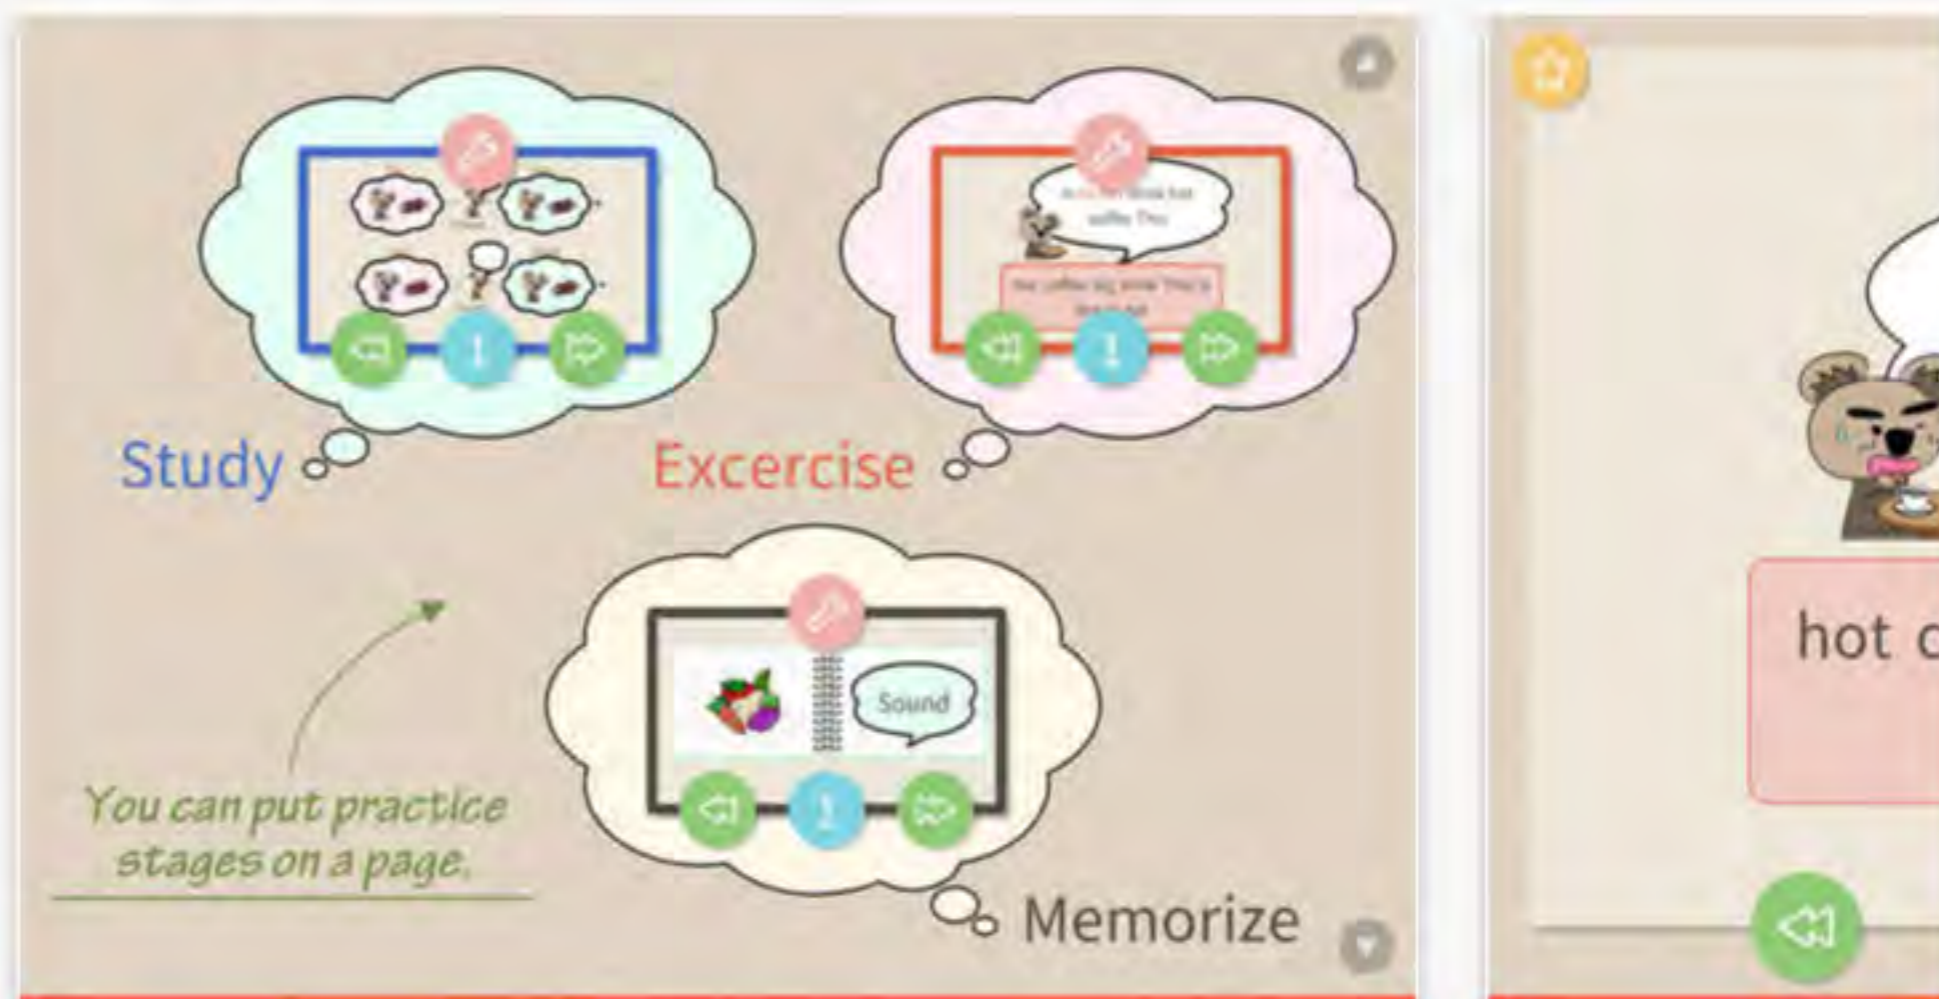 Study
Excercise
Sound
You can put practice
stages on a page.
Memorize
hot